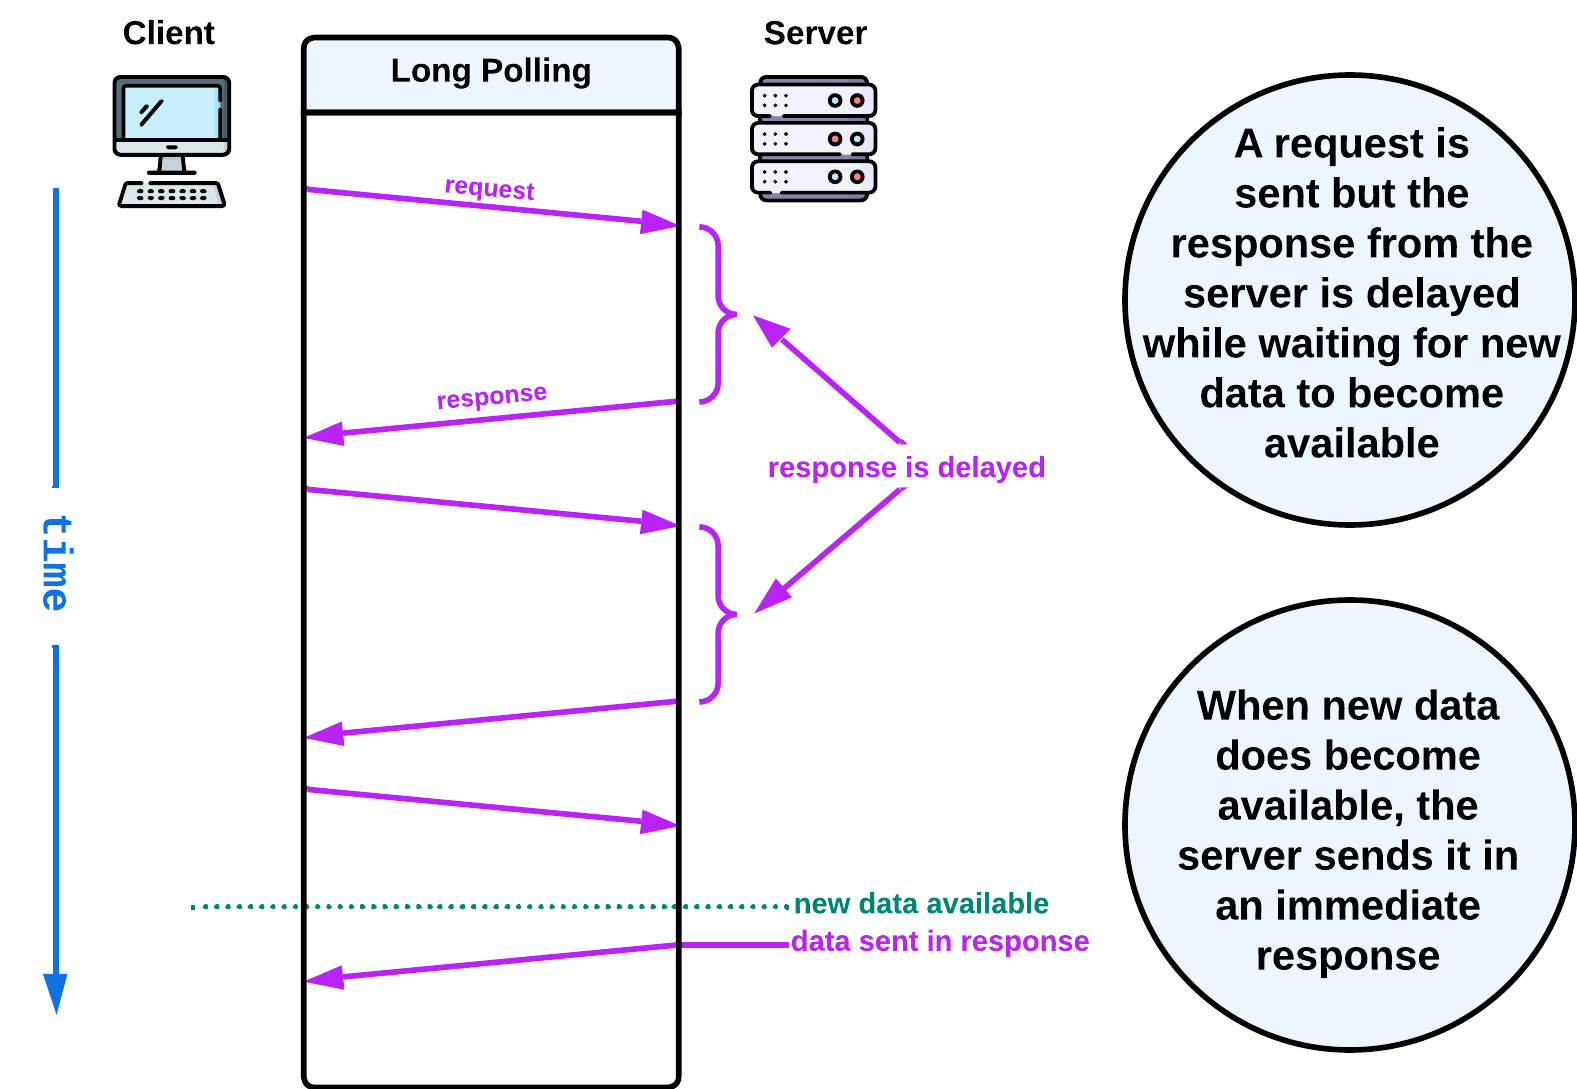 Client
Server
Long Polling
request
response
response is delayed
time
new data available
data sent in response
A request is
sent but the
response from the
server is delayed
while waiting for new
data to become
available
When new data
does become
available, the
server sends it in
an immediate
response